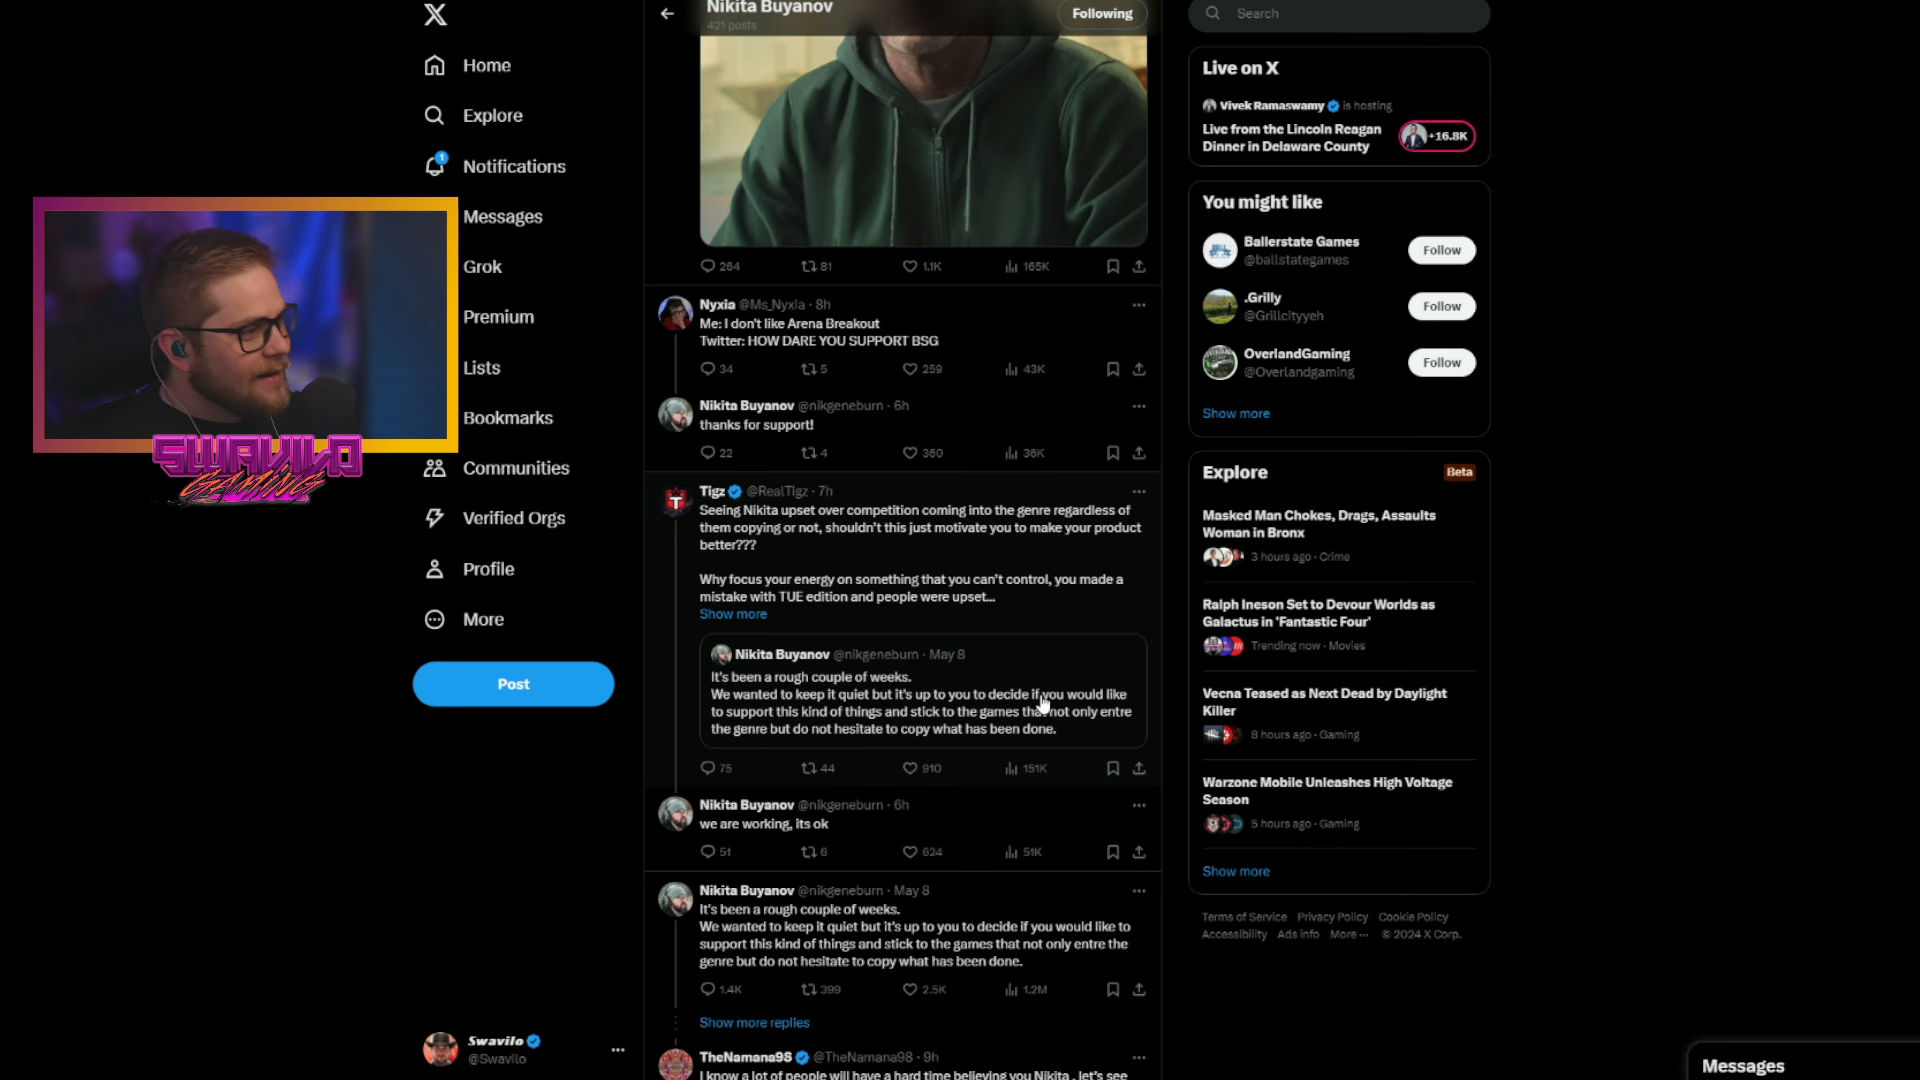 Nikita Buyanov
421 posts
Following
Search
Home
Explore
1
Notifications
Messages
Grok
Premium
Lists
Bookmarks
Communities
Verified Orgs
Profile
More
Post
SWAVILO
GAMING
Swavilo
@Swavilo
264 81 1.1K 165K
Nyxia @Ms_Nyxia · 8h
Me: I don't like Arena Breakout
Twitter: HOW DARE YOU SUPPORT BSG
34 5 259 43K
Nikita Buyanov @nikgeneburn · 6h
thanks for support!
22 4 360 36K
Tigz @RealTigz · 7h
Seeing Nikita upset over competition coming into the genre regardless of
them copying or not, shouldn't this just motivate you to make your product
better???
Why focus your energy on something that you can't control, you made a
mistake with TUE edition and people were upset...
Show more
Nikita Buyanov @nikgeneburn · May 8
It's been a rough couple of weeks.
We wanted to keep it quiet but it's up to you to decide if you would like
to support this kind of things and stick to the games that not only entre
the genre but do not hesitate to copy what has been done.
75 44 910 151K
Nikita Buyanov @nikgeneburn · 6h
we are working, its ok
51 6 624 51K
Nikita Buyanov @nikgeneburn · May 8
It's been a rough couple of weeks.
We wanted to keep it quiet but it's up to you to decide if you would like to
support this kind of things and stick to the games that not only entre the
genre but do not hesitate to copy what has been done.
1.4K 399 2.5K 1.2M
Show more replies
TheNamana98 @TheNamana98 · 9h
I know a lot of people will have a hard time believing you Nikita , let's see
Live on X
Vivek Ramaswamy is hosting
Live from the Lincoln Reagan
Dinner in Delaware County
+16.8K
You might like
Ballerstate Games
@ballstategames
Follow
.Grilly
@Grillcityyeh
Follow
OverlandGaming
@Overlandgaming
Follow
Show more
Explore
Beta
Masked Man Chokes, Drags, Assaults
Woman in Bronx
3 hours ago · Crime
Ralph Ineson Set to Devour Worlds as
Galactus in 'Fantastic Four'
Trending now · Movies
Vecna Teased as Next Dead by Daylight
Killer
8 hours ago · Gaming
Warzone Mobile Unleashes High Voltage
Season
5 hours ago · Gaming
Show more
Terms of Service Privacy Policy Cookie Policy
Accessibility Ads info More ··· © 2024 X Corp.
Messages